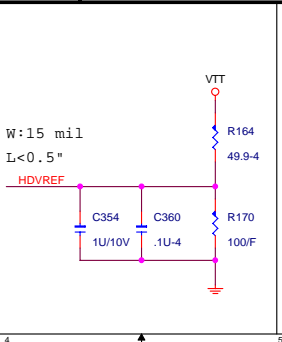 VTT
W:15 mil
L<0.5"
R164
49.9-4
HDVREF
C354
1U/10V
C360
.1U-4
R170
100/F
4
5